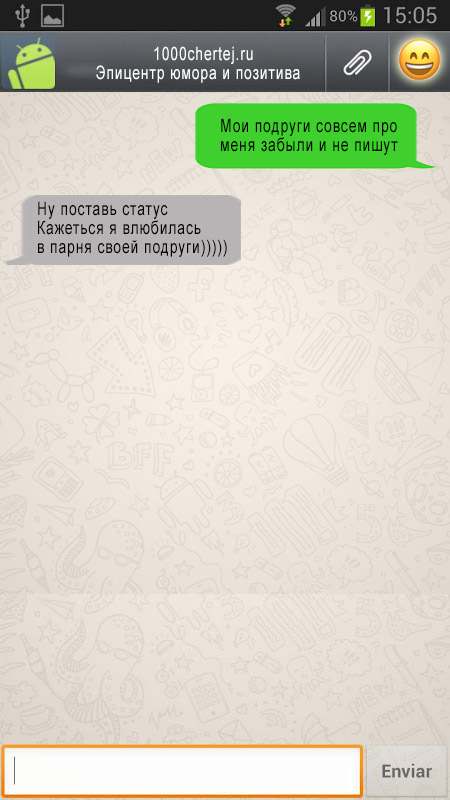 80% 15:05
1000chertej.ru
Эпицентр юмора и позитива
Мои подруги совсем про
меня забыли и не пишут
Ну поставь статус
Кажеться я влюбилась
в парня своей подруги)))))
BFF
Enviar